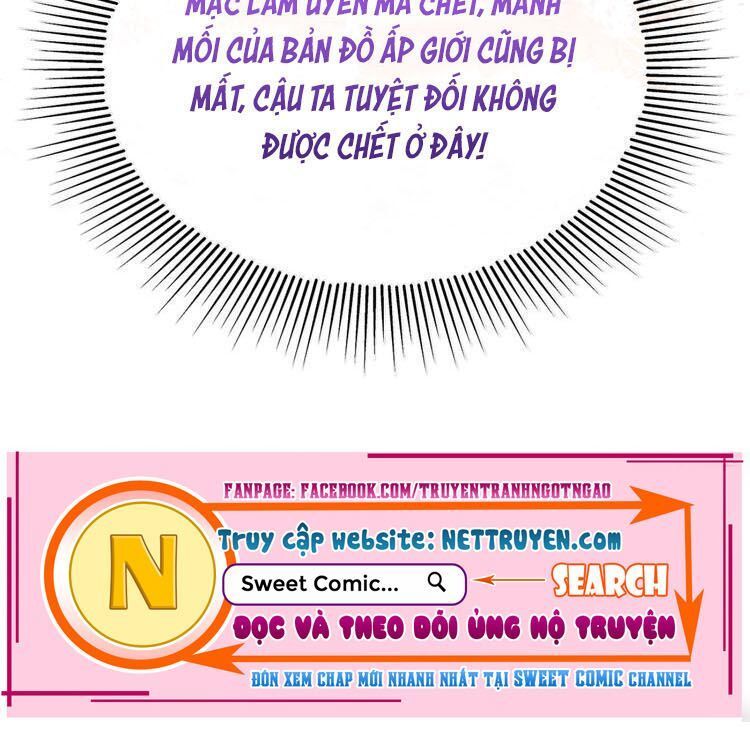 MẠC LÂM UYÊN MÀ CHẾT, MANH
MỐI CỦA BẢN ĐỒ ẤP GIỚI CŨNG BỊ
MẤT, CẬU TA TUYỆT ĐỐI KHÔNG
ĐƯỢC CHẾT Ở ĐÂY!
FANPAGE: FACEBOOK.COM/TRUYENTRANHNGOTNGAO
N
Truy cập website: NETTRUYEN.com
Sweet Comic...
SEARCH
ĐỌC VÀ THEO DÕI ỦNG HỘ TRUYỆN
ĐÓN XEM CHAP MỚI NHANH NHẤT TẠI SWEET COMIC CHANNEL